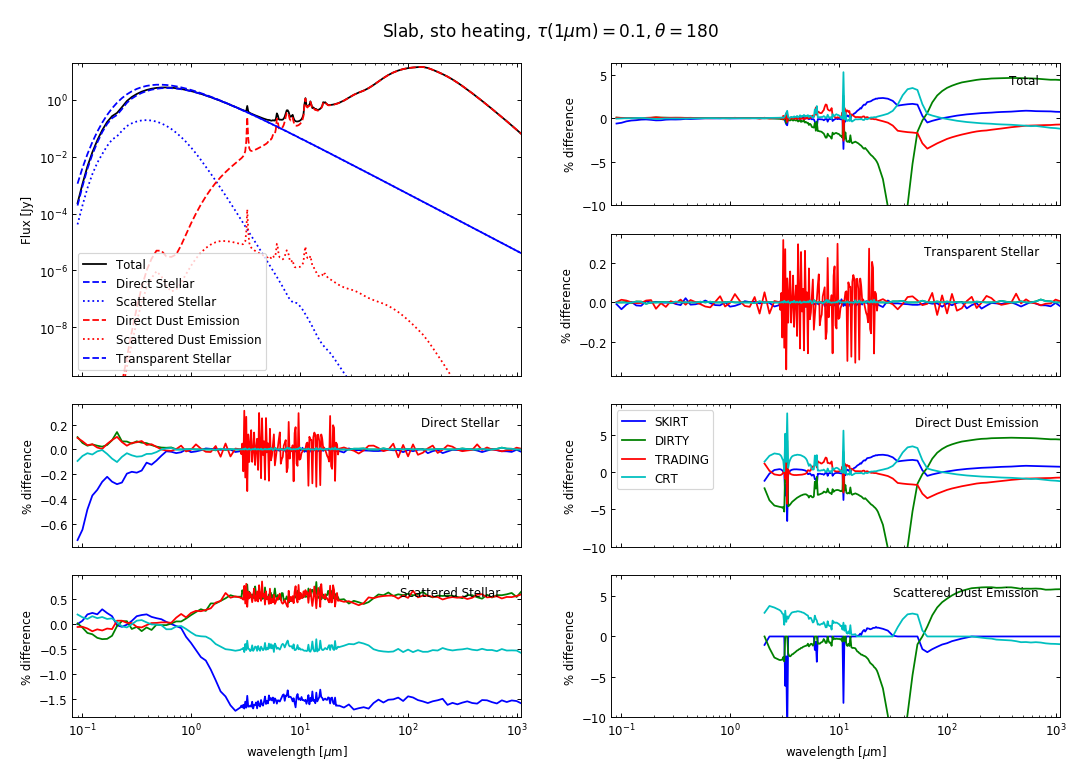 Slab, sto heating, τ(1μm) = 0.1, θ = 180
10⁰
10⁻²
10⁻⁴
10⁻⁶
10⁻⁸
Flux [Jy]
Total
Direct Stellar
Scattered Stellar
Direct Dust Emission
Scattered Dust Emission
Transparent Stellar
5
0
−5
−10
% difference
Total
0.2
0.0
−0.2
% difference
Transparent Stellar
0.2
0.0
−0.2
−0.4
−0.6
% difference
Direct Stellar
5
0
−5
−10
% difference
SKIRT
DIRTY
TRADING
CRT
Direct Dust Emission
0.5
0.0
−0.5
−1.0
−1.5
% difference
Scattered Stellar
10⁻¹ 10⁰ 10¹ 10² 10³
wavelength [μm]
5
0
−5
−10
% difference
Scattered Dust Emission
10⁻¹ 10⁰ 10¹ 10² 10³
wavelength [μm]